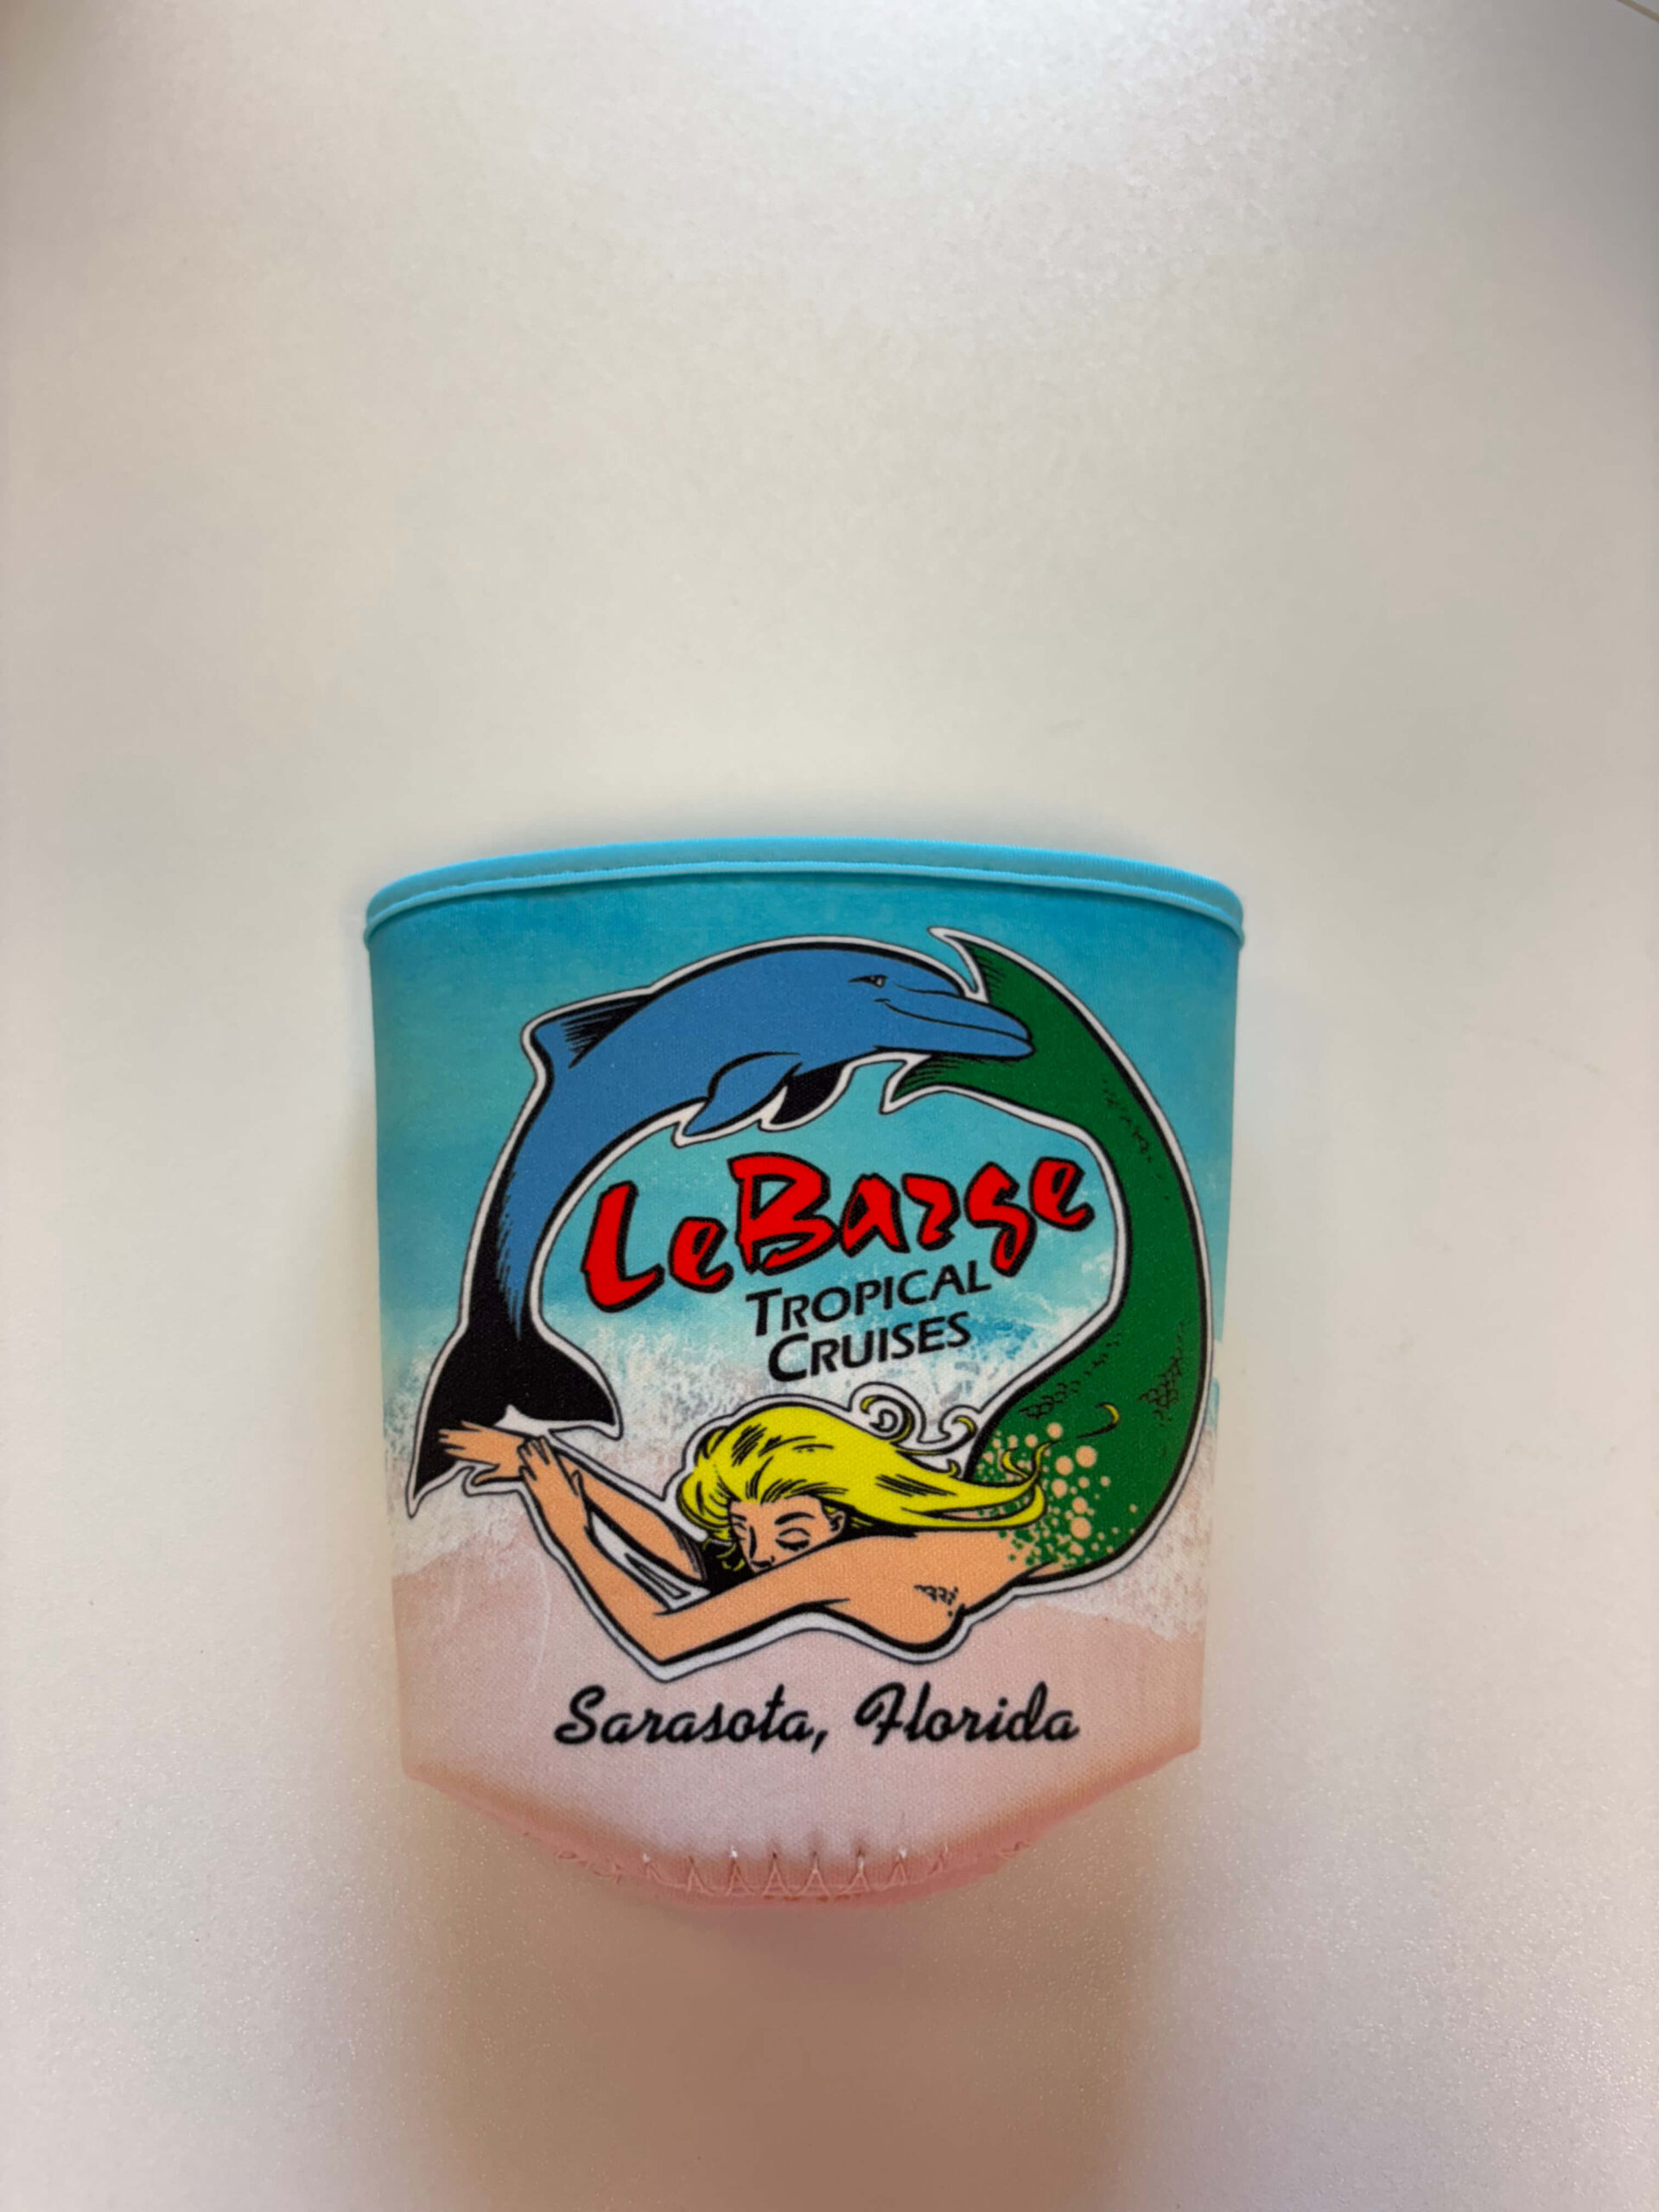 LeBarge
TROPICAL
CRUISES
Sarasota, Florida